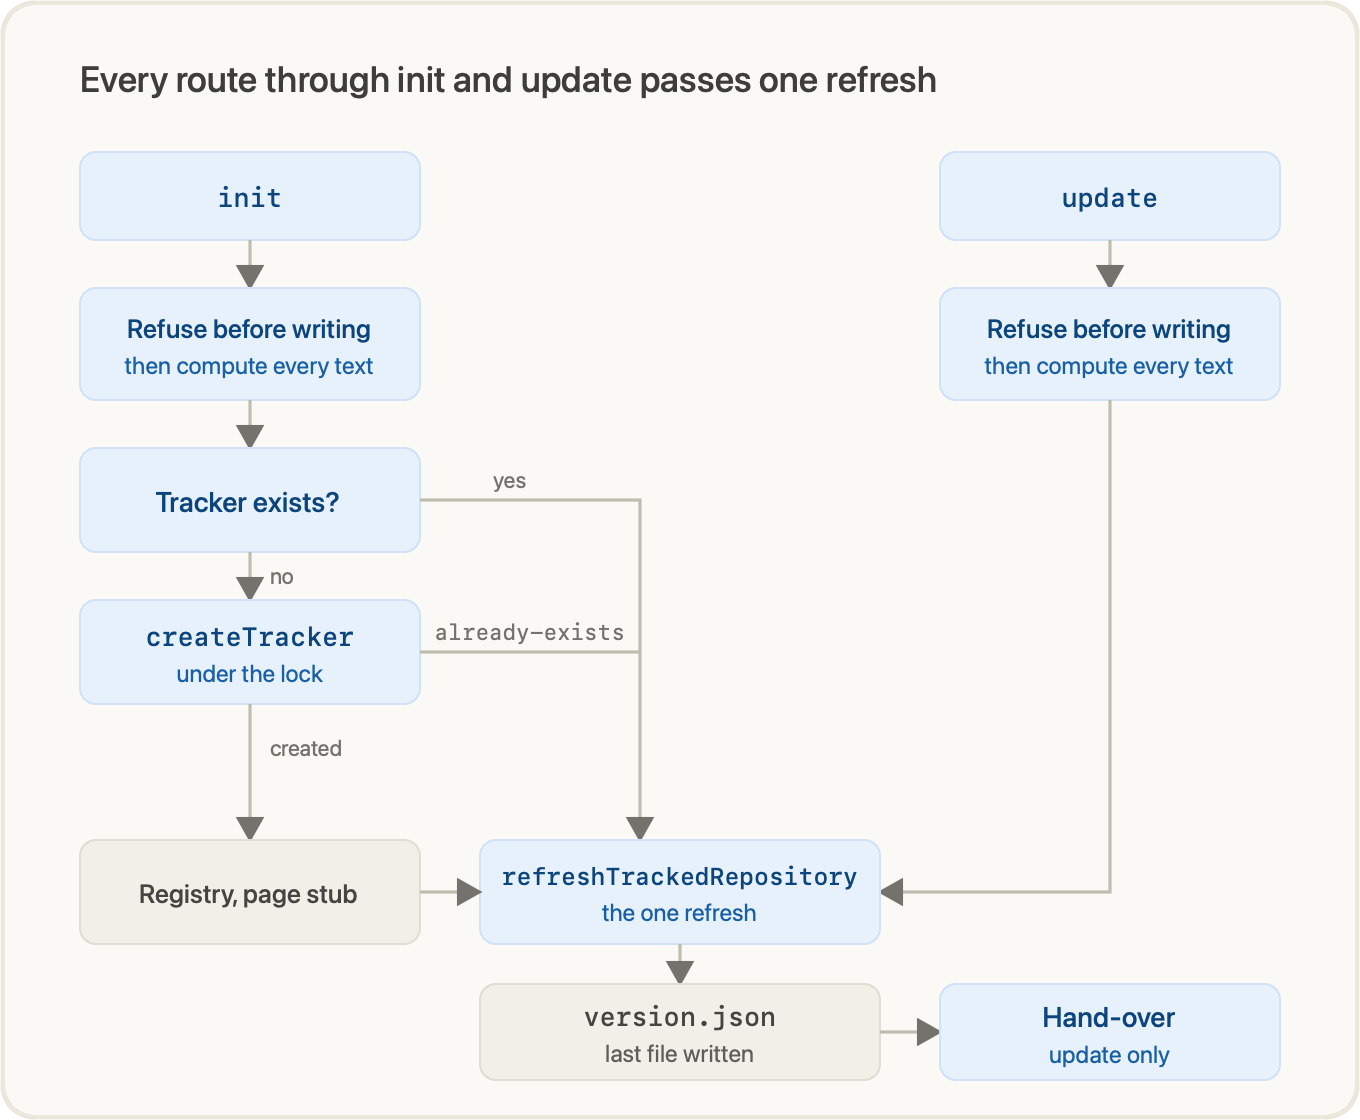 Every route through init and update passes one refresh
init
update
Refuse before writing
then compute every text
Refuse before writing
then compute every text
Tracker exists?
yes
no
createTracker
under the lock
already-exists
created
Registry, page stub
refreshTrackedRepository
the one refresh
version.json
last file written
Hand-over
update only